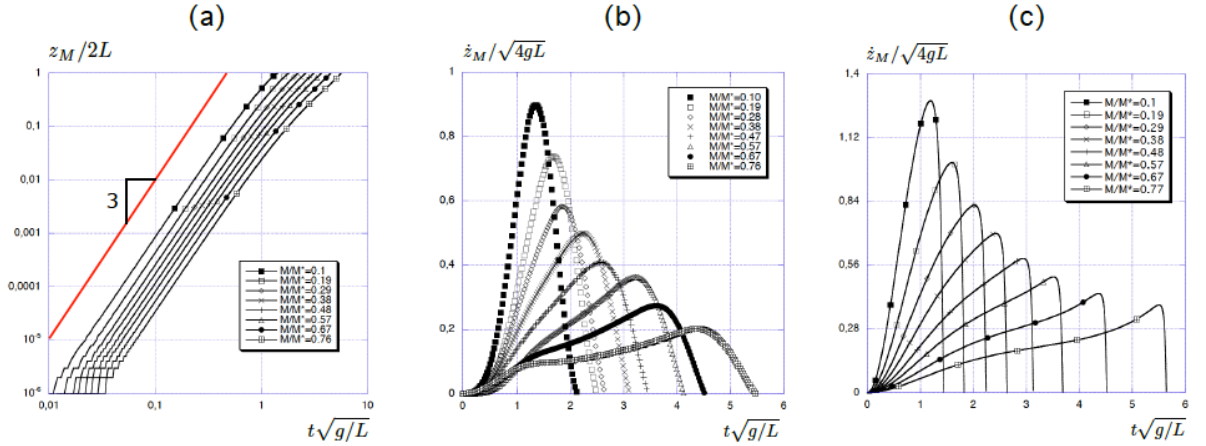 (a)
z_M/2L
1
0,1
0,01
0,001
0,0001
10⁻⁵
10⁻⁶
3
M/M*=0.1
M/M*=0.19
M/M*=0.29
M/M*=0.38
M/M*=0.48
M/M*=0.57
M/M*=0.67
M/M*=0.76
0,01 0,1 1 10
t√g/L
(b)
ż_M/√4gL
1
0,8
0,6
0,4
0,2
0
M/M*=0.10
M/M*=0.19
M/M*=0.28
M/M*=0.38
M/M*=0.47
M/M*=0.57
M/M*=0.67
M/M*=0.76
0 1 2 3 4 5 6
t√g/L
(c)
ż_M/√4gL
1,4
1,12
0,84
0,56
0,28
0
M/M*=0.1
M/M*=0.19
M/M*=0.29
M/M*=0.38
M/M*=0.48
M/M*=0.57
M/M*=0.67
M/M*=0.77
0 1 2 3 4 5 6
t√g/L